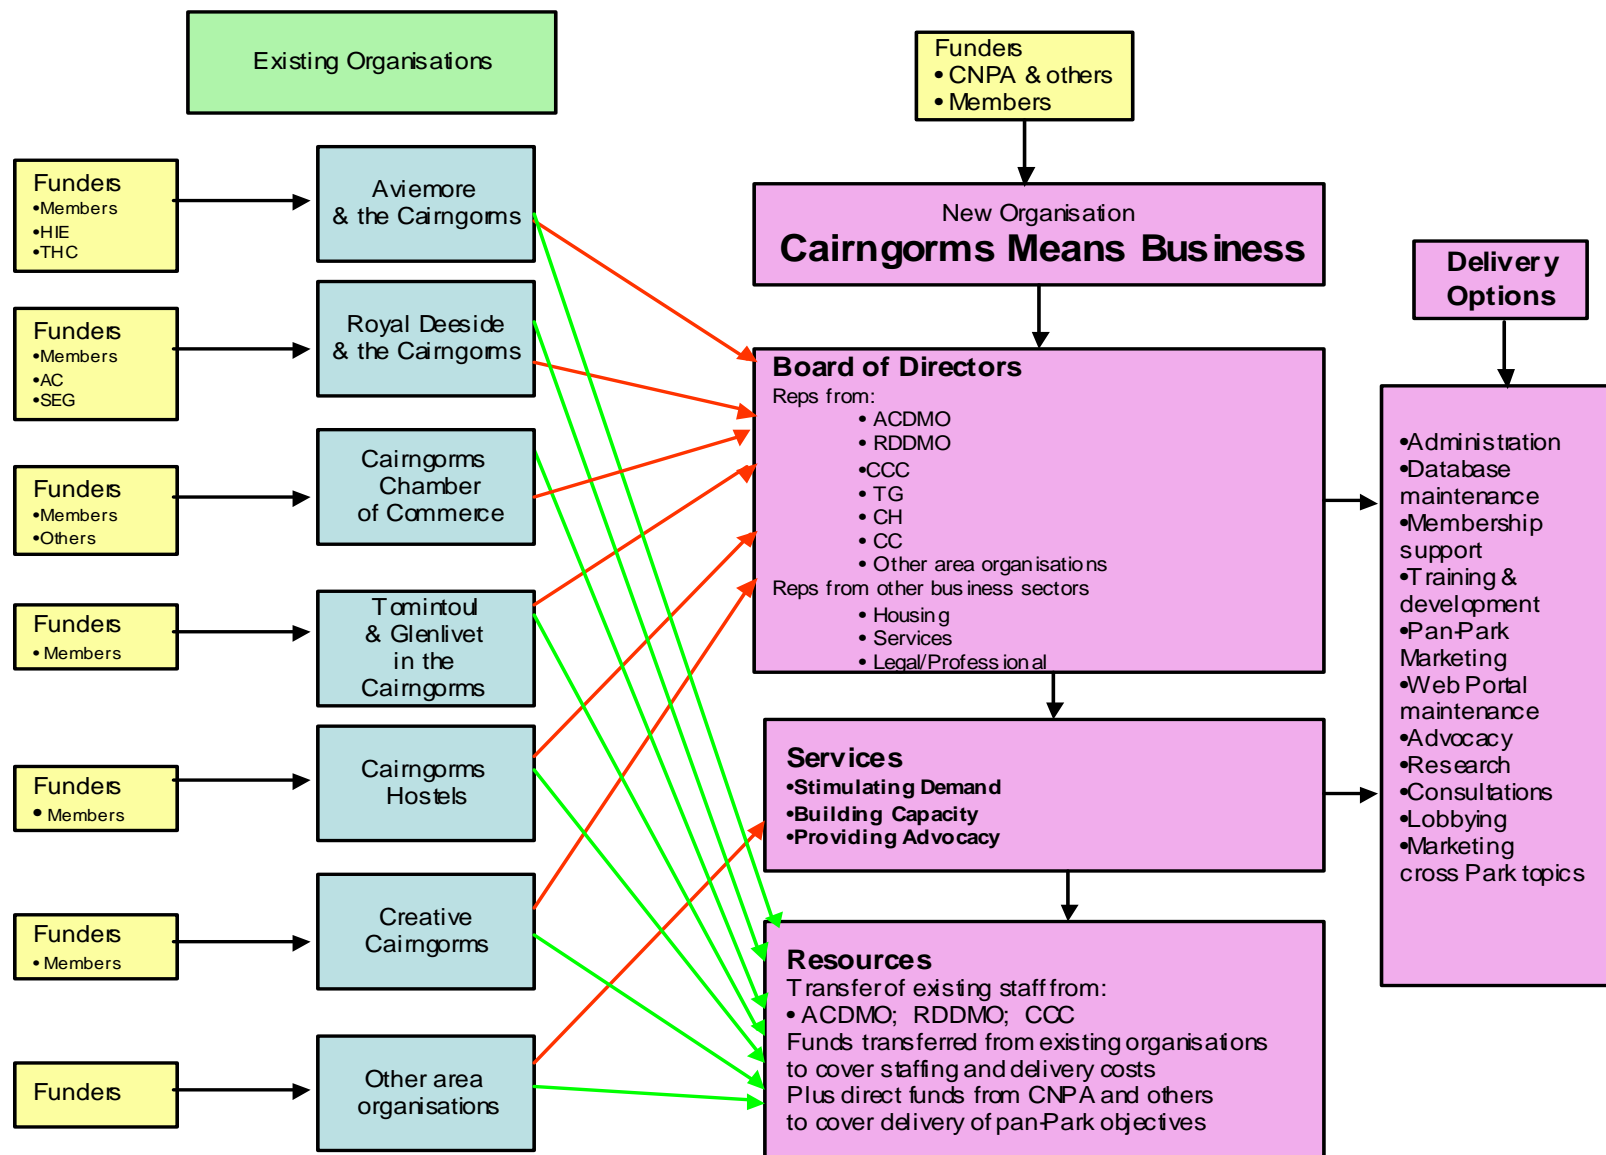 Existing Organisations
Funders
• CNPA & others
• Members
Funders
•Members
•HIE
•THC
Aviemore
& the Cairngorms
New Organisation
Cairngorms Means Business
Delivery
Options
Funders
•Members
•AC
•SEG
Royal Deeside
& the Cairngorms
Board of Directors
Reps from:
• ACDMO
• RDDMO
•CCC
• TG
• CH
• CC
• Other area organisations
Reps from other business sectors
• Housing
• Services
• Legal/Professional
•Administration
•Database
maintenance
•Membership
support
•Training &
development
•Pan-Park
Marketing
•Web Portal
maintenance
•Advocacy
•Research
•Consultations
•Lobbying
•Marketing
cross Park topics
Funders
•Members
•Others
Cairngorms
Chamber
of Commerce
Funders
• Members
Tomintoul
& Glenlivet
in the
Cairngorms
Funders
• Members
Cairngorms
Hostels
Services
•Stimulating Demand
•Building Capacity
•Providing Advocacy
Funders
• Members
Creative
Cairngorms
Resources
Transfer of existing staff from:
• ACDMO; RDDMO; CCC
Funds transferred from existing organisations
to cover staffing and delivery costs
Plus direct funds from CNPA and others
to cover delivery of pan-Park objectives
Funders
Other area
organisations